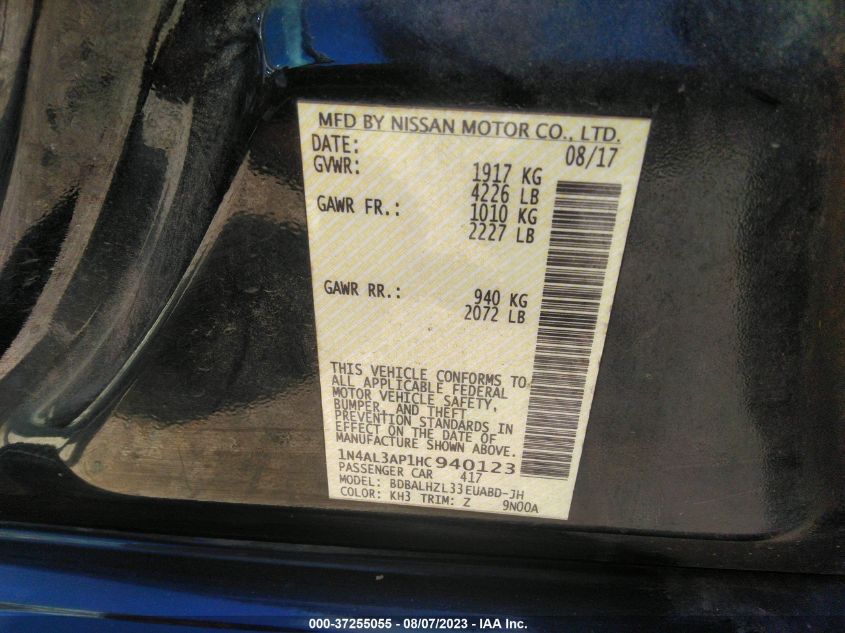 MFD BY NISSAN MOTOR CO., LTD.
DATE: 08/17
GVWR: 1917 KG
4226 LB
GAWR FR.: 1010 KG
2227 LB
GAWR RR.: 940 KG
2072 LB
THIS VEHICLE CONFORMS TO
ALL APPLICABLE FEDERAL
MOTOR VEHICLE SAFETY,
BUMPER, AND THEFT
PREVENTION STANDARDS IN
EFFECT ON THE DATE OF
MANUFACTURE SHOWN ABOVE.
1N4AL3AP1HC 940123
PASSENGER CAR 417
MODEL: BDBALHZL33EUABD-JH
COLOR: KH3 TRIM: Z 9N00A
000-37255055 - 08/07/2023 - IAA Inc.